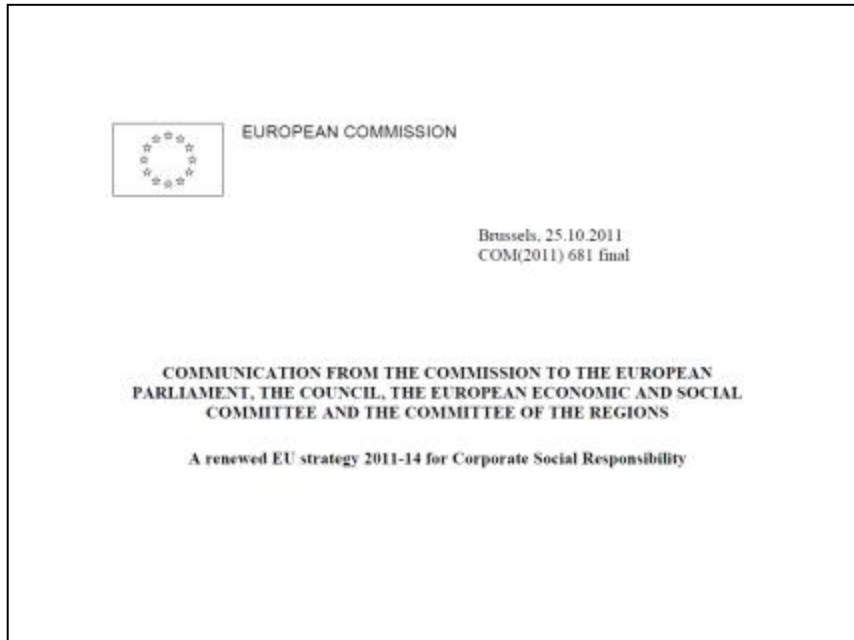 EUROPEAN COMMISSION
Brussels, 25.10.2011
COM(2011) 681 final
COMMUNICATION FROM THE COMMISSION TO THE EUROPEAN
PARLIAMENT, THE COUNCIL, THE EUROPEAN ECONOMIC AND SOCIAL
COMMITTEE AND THE COMMITTEE OF THE REGIONS
A renewed EU strategy 2011-14 for Corporate Social Responsibility